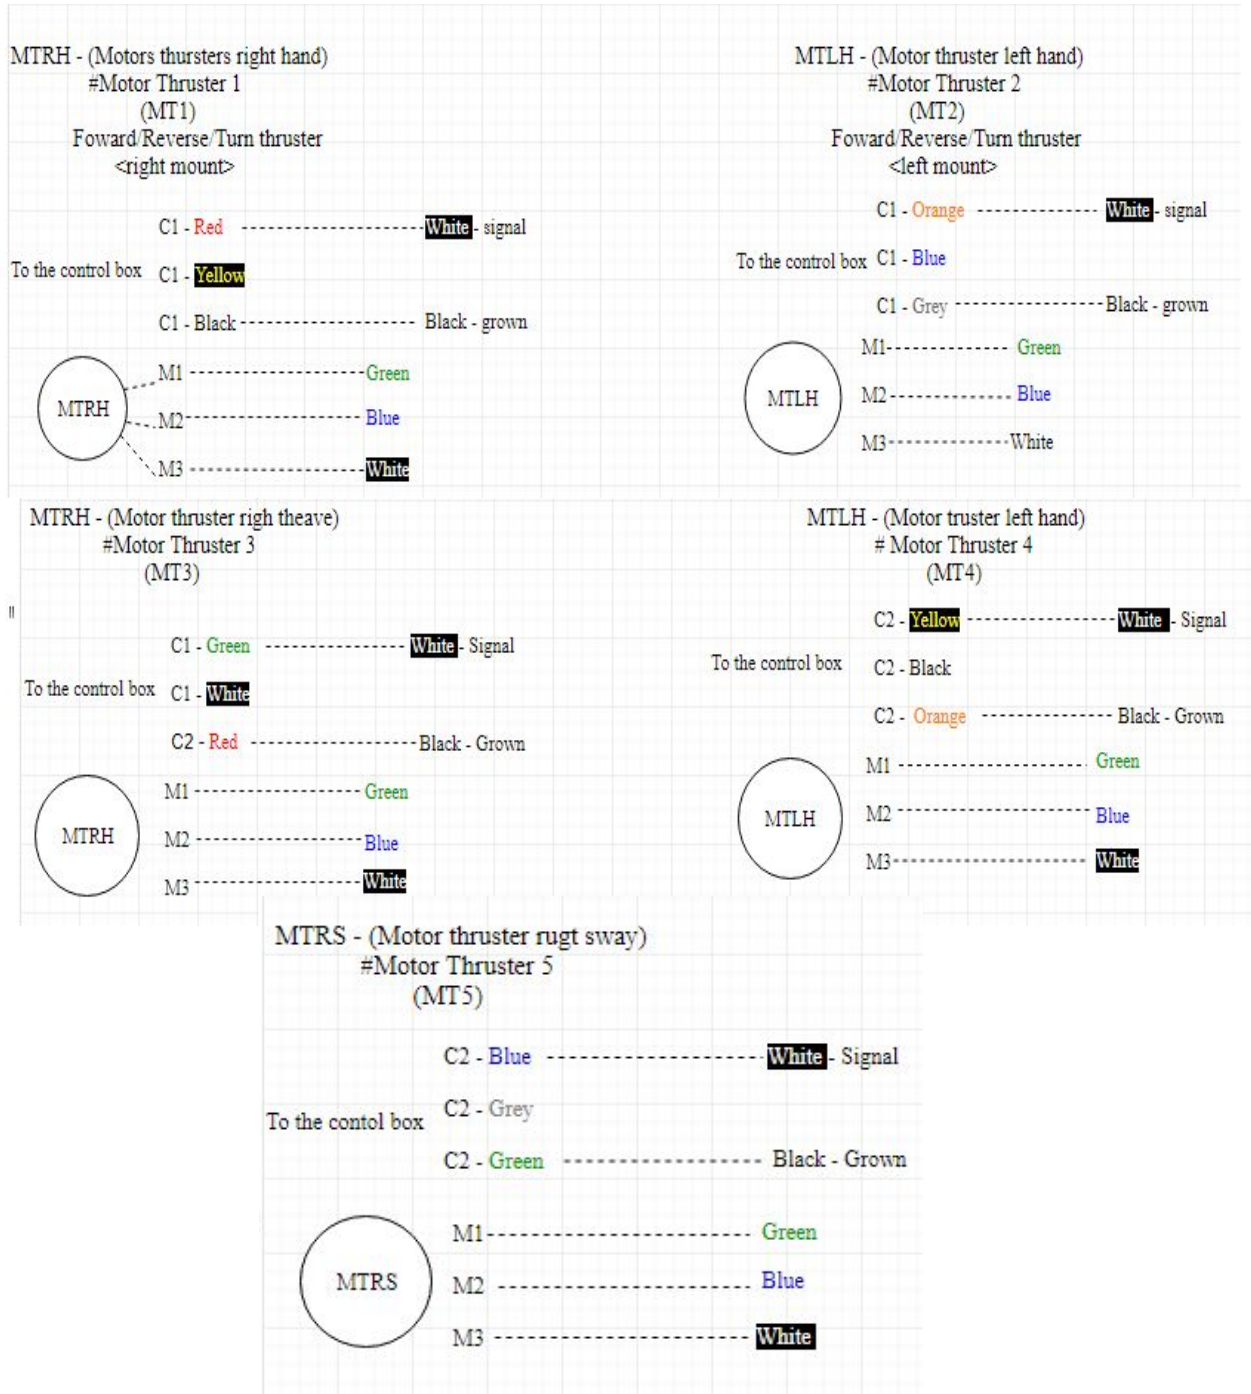 MTRH - (Motors thursters right hand)
#Motor Thruster 1
(MT1)
Foward/Reverse/Turn thruster
<right mount>
C1 - Red White - signal
To the control box C1 - Yellow
C1 - Black Black - grown
M1 Green
MTRH
M2 Blue
M3 White
MTLH - (Motor thruster left hand)
#Motor Thruster 2
(MT2)
Foward/Reverse/Turn thruster
<left mount>
C1 - Orange White - signal
To the control box C1 - Blue
C1 - Grey Black - grown
M1 Green
MTLH M2 Blue
M3 White
MTRH - (Motor thruster righ theave)
#Motor Thruster 3
(MT3)
"
C1 - Green White - Signal
To the control box C1 - White
C2 - Red Black - Grown
M1 Green
MTRH M2 Blue
M3 White
MTLH - (Motor truster left hand)
# Motor Thruster 4
(MT4)
C2 - Yellow White - Signal
To the control box C2 - Black
C2 - Orange Black - Grown
M1 Green
MTLH M2 Blue
M3 White
MTRS - (Motor thruster rugt sway)
#Motor Thruster 5
(MT5)
C2 - Blue White - Signal
To the contol box C2 - Grey
C2 - Green Black - Grown
M1 Green
MTRS M2 Blue
M3 White